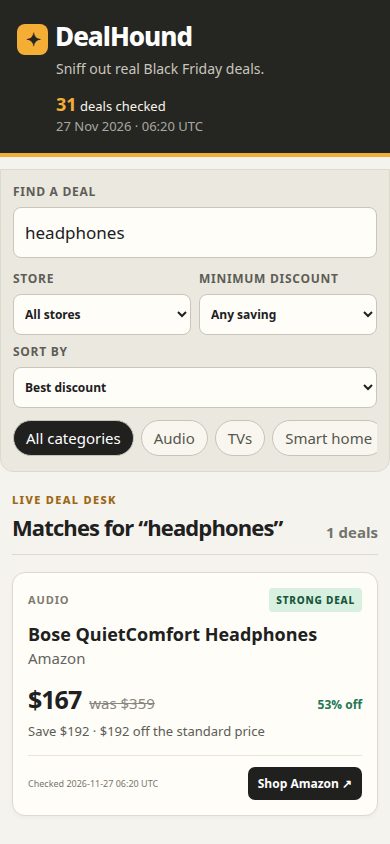 DealHound
Sniff out real Black Friday deals.
31 deals checked
27 Nov 2026 · 06:20 UTC
FIND A DEAL
headphones
STORE
MINIMUM DISCOUNT
All stores
Any saving
SORT BY
Best discount
All categories
Audio
TVs
Smart home
LIVE DEAL DESK
Matches for “headphones”
1 deals
AUDIO
STRONG DEAL
Bose QuietComfort Headphones
Amazon
$167 was $359
53% off
Save $192 · $192 off the standard price
Checked 2026-11-27 06:20 UTC
Shop Amazon ↗